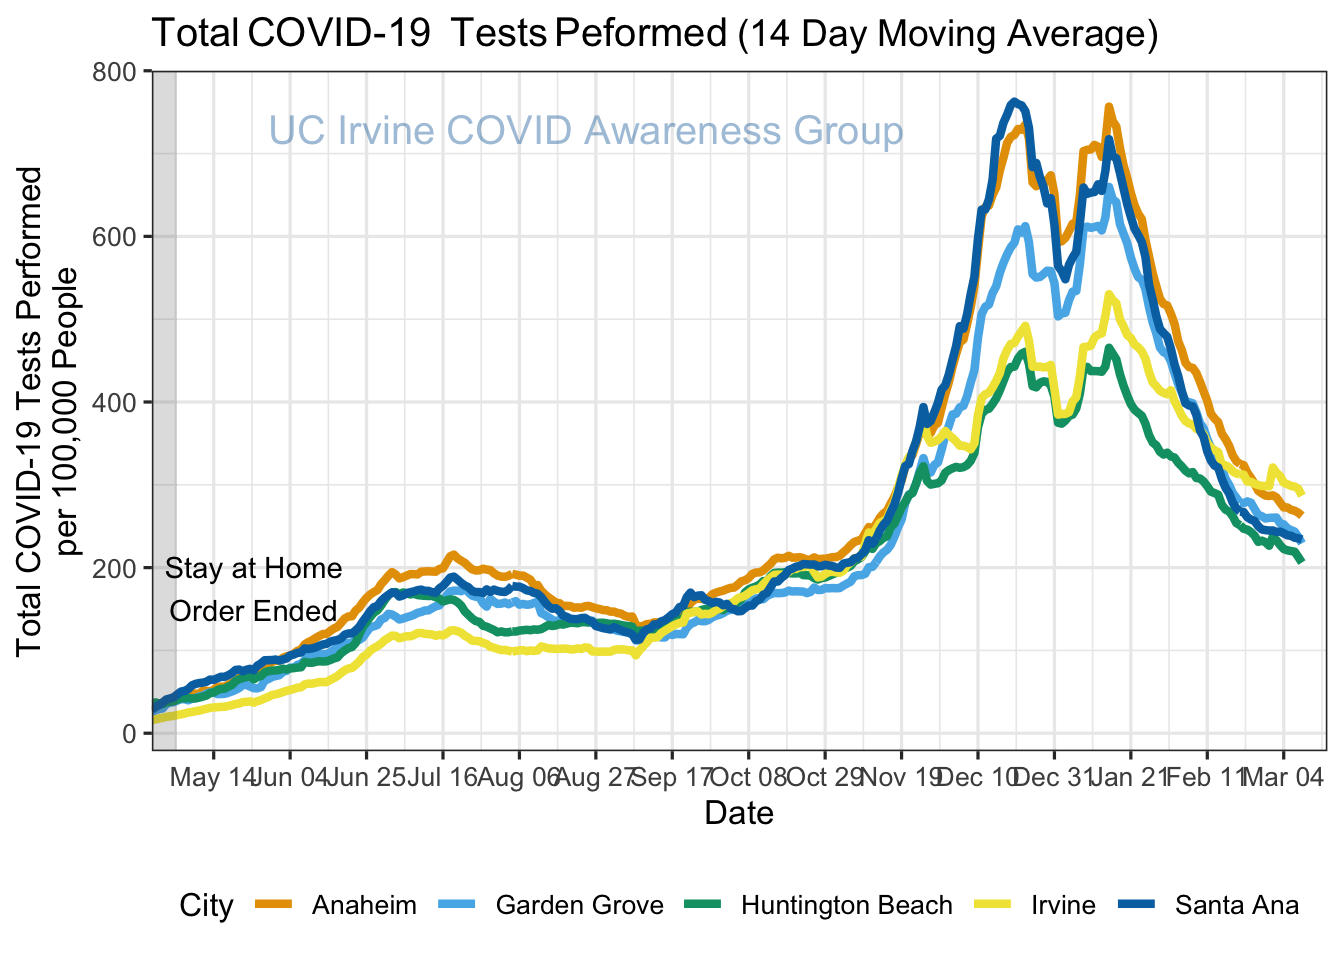 Total COVID-19  Tests Peformed (14 Day Moving Average)
Total COVID-19 Tests Performed
per 100,000 People
800
600
400
200
0
UC Irvine COVID Awareness Group
Stay at Home
Order Ended
May 14 Jun 04 Jun 25 Jul 16 Aug 06 Aug 27 Sep 17 Oct 08 Oct 29 Nov 19 Dec 10 Dec 31 Jan 21 Feb 11 Mar 04
Date
City Anaheim Garden Grove Huntington Beach Irvine Santa Ana